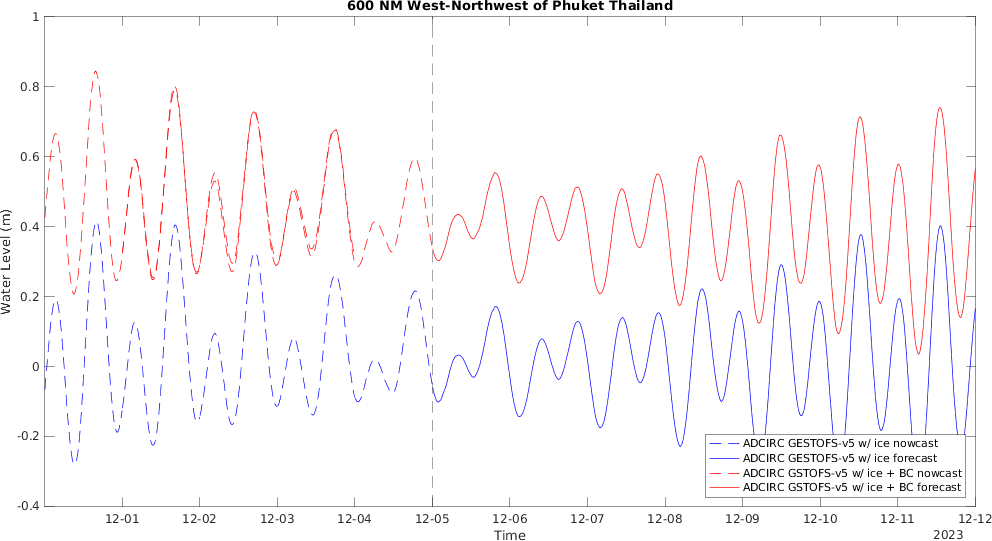 600 NM West-Northwest of Phuket Thailand
Water Level (m)
1
0.8
0.6
0.4
0.2
0
-0.2
-0.4
12-01 12-02 12-03 12-04 12-05 12-06 12-07 12-08 12-09 12-10 12-11 12-12
Time
2023
ADCIRC GESTOFS-v5 w/ ice nowcast
ADCIRC GESTOFS-v5 w/ ice forecast
ADCIRC GSTOFS-v5 w/ ice + BC nowcast
ADCIRC GSTOFS-v5 w/ ice + BC forecast